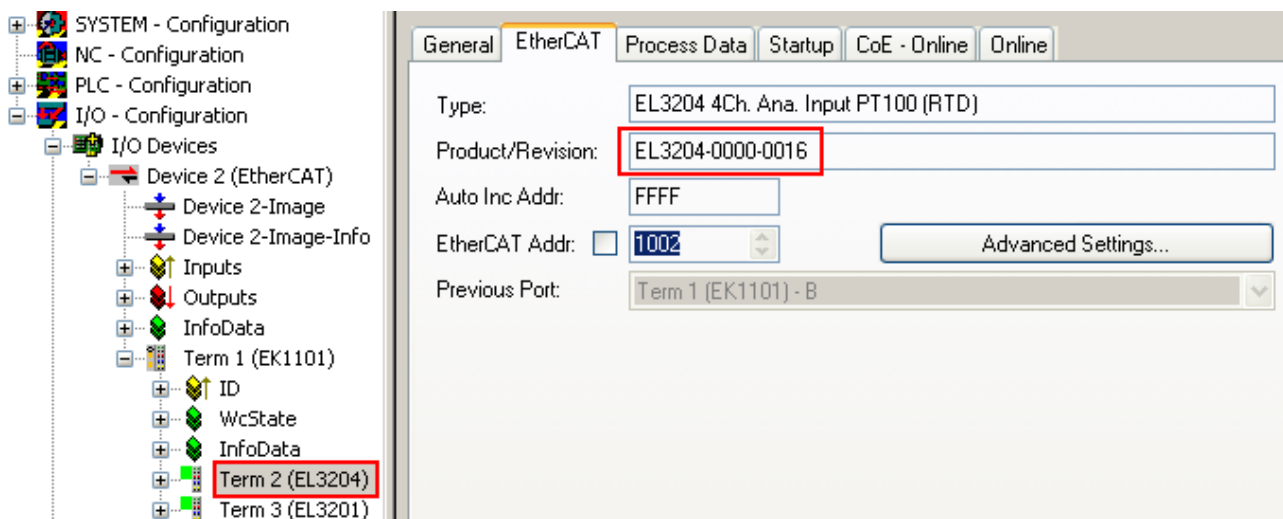 SYSTEM - Configuration
NC - Configuration
PLC - Configuration
I/O - Configuration
I/O Devices
Device 2 (EtherCAT)
Device 2-Image
Device 2-Image-Info
Inputs
Outputs
InfoData
Term 1 (EK1101)
ID
WcState
InfoData
Term 2 (EL3204)
Term 3 (EL3201)
General EtherCAT Process Data Startup CoE - Online Online
Type: EL3204 4Ch. Ana. Input PT100 (RTD)
Product/Revision: EL3204-0000-0016
Auto Inc Addr: FFFF
EtherCAT Addr: 1002 Advanced Settings...
Previous Port: Term 1 (EK1101) - B